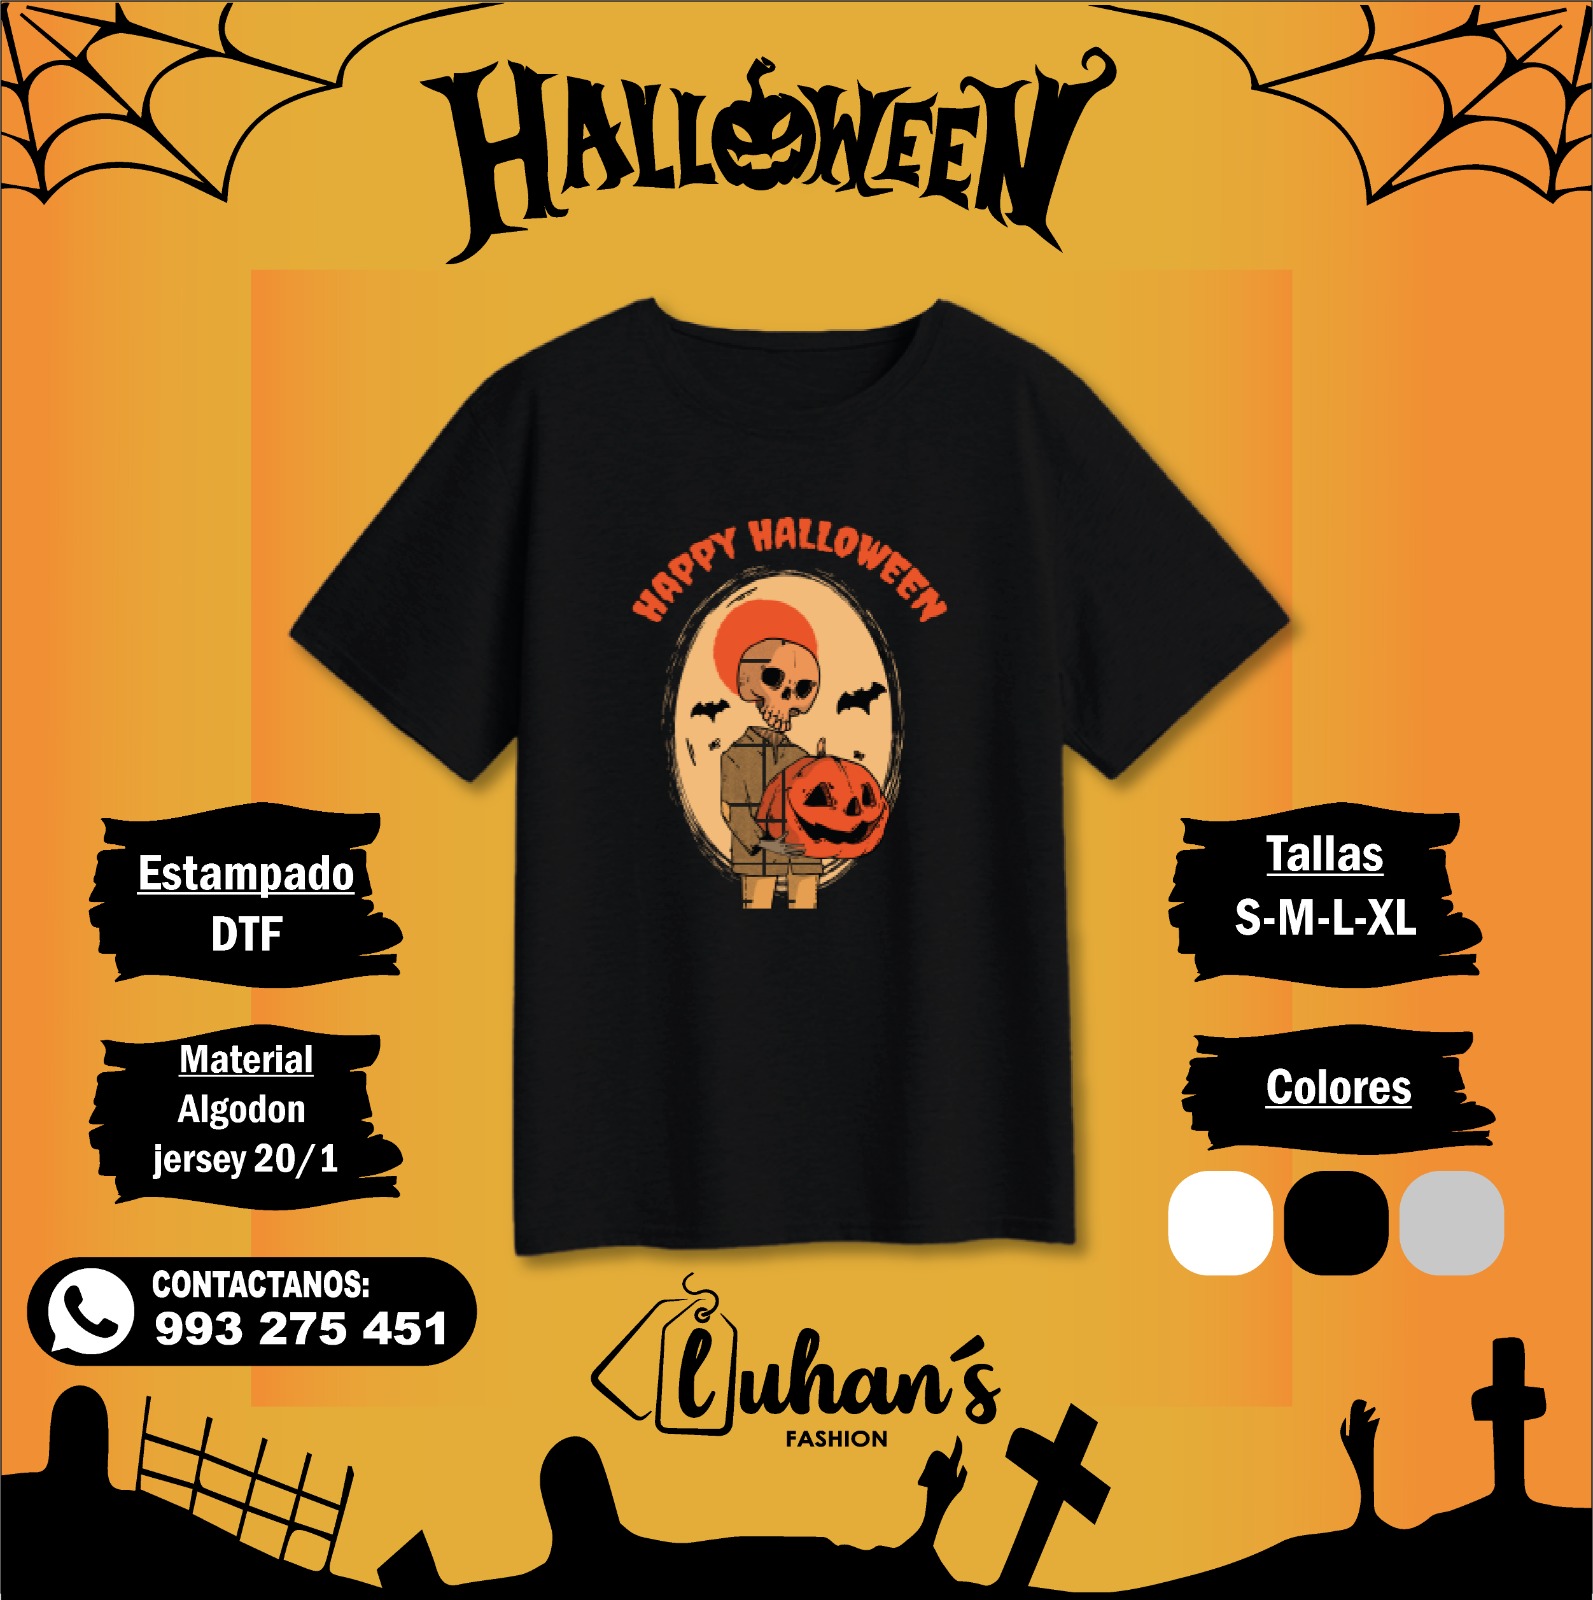 HALLOWEEN
HAPPY HALLOWEEN
Estampado
DTF
Tallas
S-M-L-XL
Material
Algodon
jersey 20/1
Colores
CONTACTANOS:
993 275 451
luhan´s
FASHION